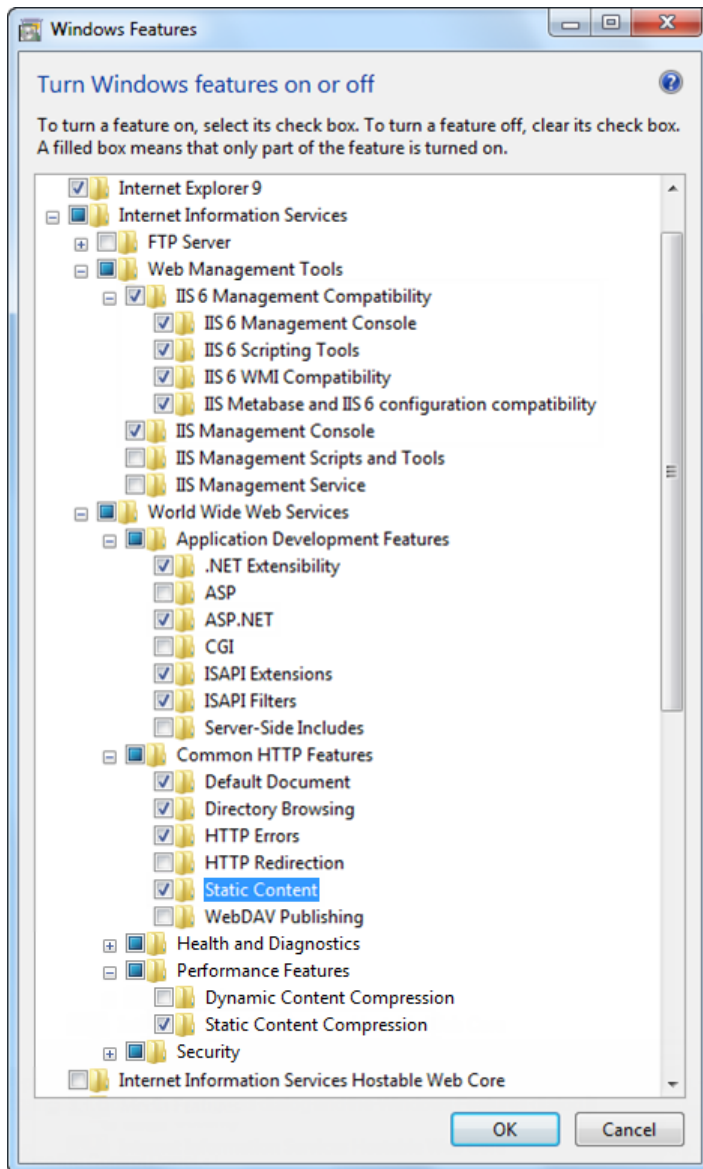 Windows Features
Turn Windows features on or off
To turn a feature on, select its check box. To turn a feature off, clear its check box.
A filled box means that only part of the feature is turned on.
Internet Explorer 9
Internet Information Services
FTP Server
Web Management Tools
IIS 6 Management Compatibility
IIS 6 Management Console
IIS 6 Scripting Tools
IIS 6 WMI Compatibility
IIS Metabase and IIS 6 configuration compatibility
IIS Management Console
IIS Management Scripts and Tools
IIS Management Service
World Wide Web Services
Application Development Features
.NET Extensibility
ASP
ASP.NET
CGI
ISAPI Extensions
ISAPI Filters
Server-Side Includes
Common HTTP Features
Default Document
Directory Browsing
HTTP Errors
HTTP Redirection
Static Content
WebDAV Publishing
Health and Diagnostics
Performance Features
Dynamic Content Compression
Static Content Compression
Security
Internet Information Services Hostable Web Core
OK Cancel